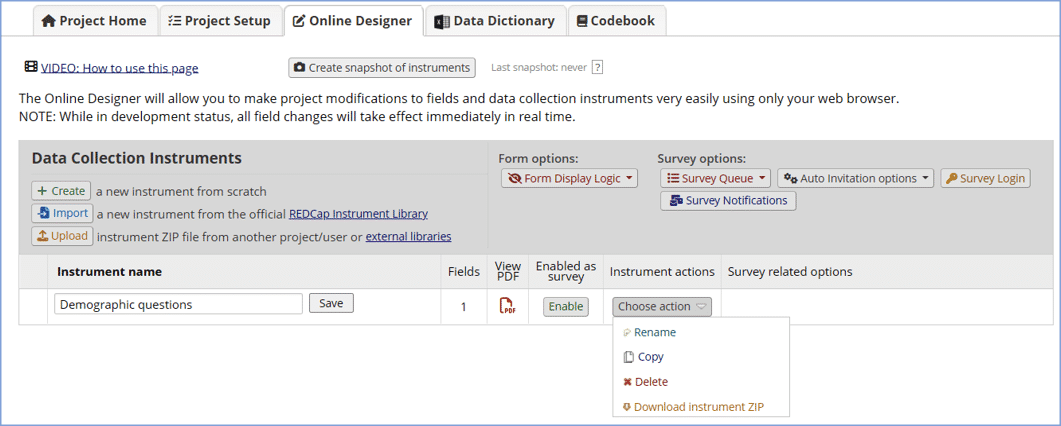 Project Home Project Setup Online Designer Data Dictionary Codebook
VIDEO: How to use this page Create snapshot of instruments Last snapshot: never ?
The Online Designer will allow you to make project modifications to fields and data collection instruments very easily using only your web browser.
NOTE: While in development status, all field changes will take effect immediately in real time.
Data Collection Instruments
+ Create a new instrument from scratch
Import a new instrument from the official REDCap Instrument Library
Upload instrument ZIP file from another project/user or external libraries
Form options:
Form Display Logic
Survey options:
Survey Queue Auto Invitation options Survey Login
Survey Notifications
Instrument name Fields View PDF Enabled as survey Instrument actions Survey related options
Demographic questions Save 1 PDF Enable Choose action
Rename
Copy
Delete
Download instrument ZIP